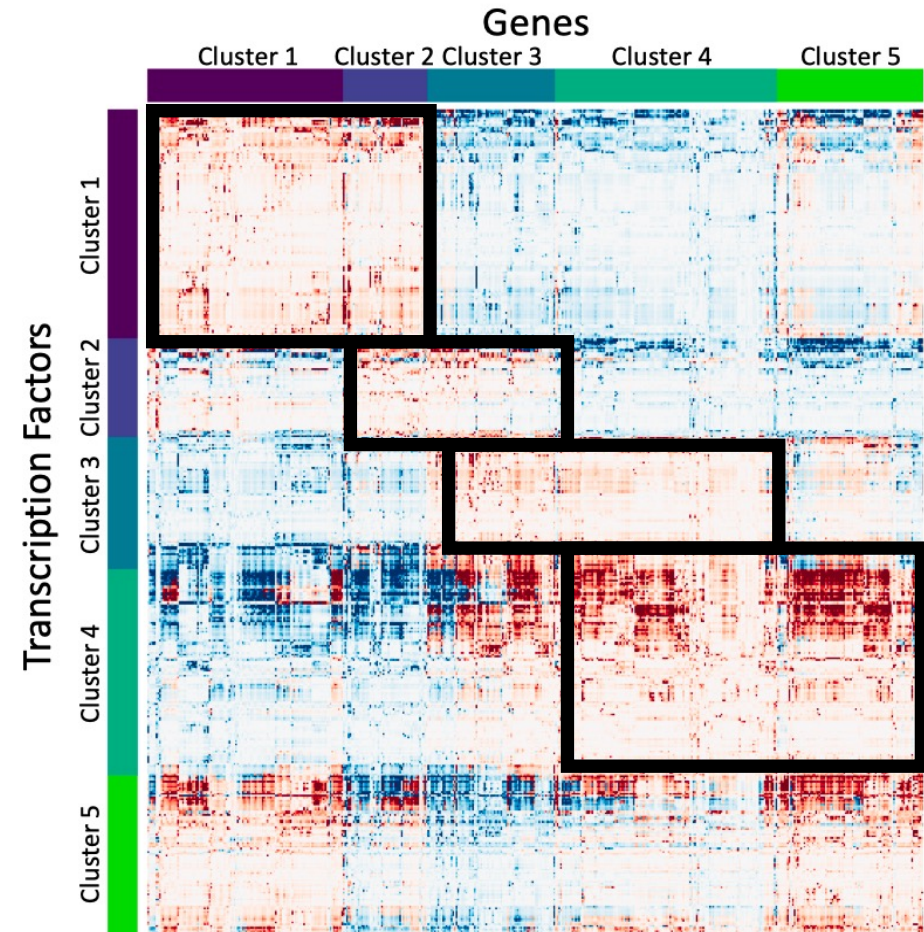 Genes
Cluster 1 Cluster 2 Cluster 3 Cluster 4 Cluster 5
Transcription Factors
Cluster 1
Cluster 2
Cluster 3
Cluster 4
Cluster 5